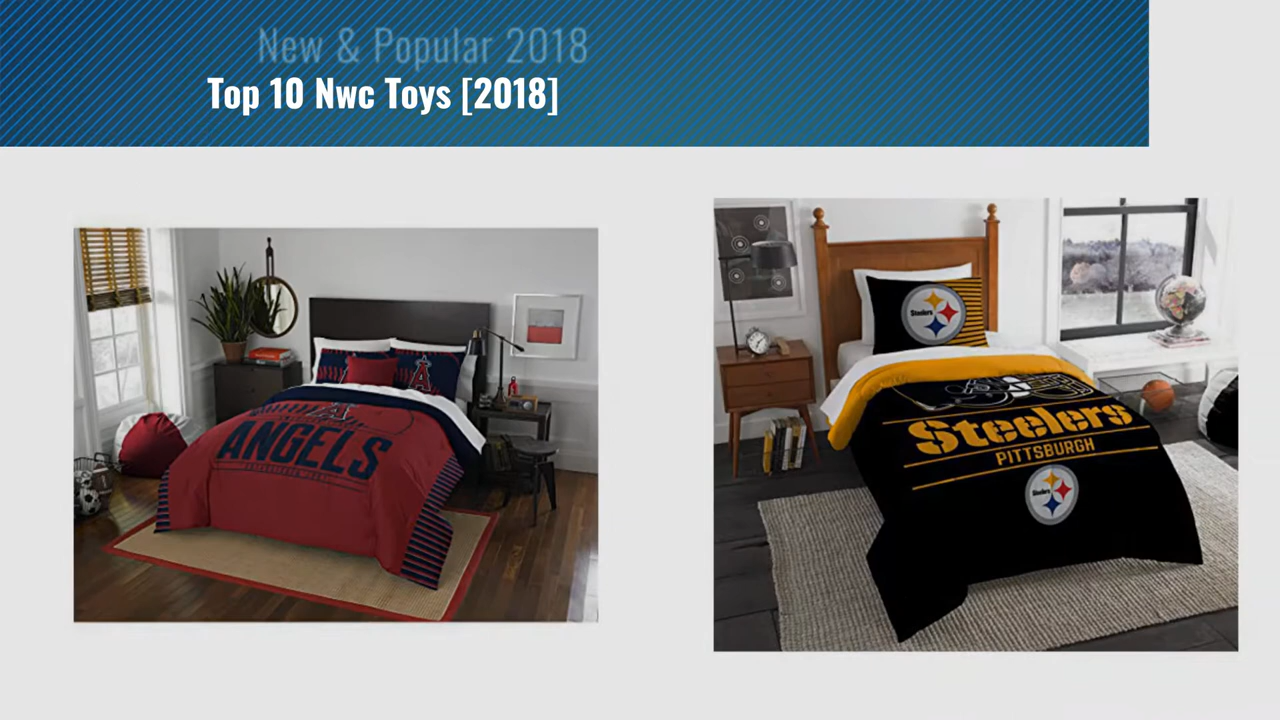 New & Popular 2018
Top 10 Nwc Toys [2018]
ANGELS
Steelers
Steelers
PITTSBURGH
Steelers